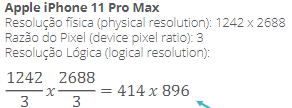 Apple iPhone 11 Pro Max
Resolução física (physical resolution): 1242 x 2688
Razão do Pixel (device pixel ratio): 3
Resolução Lógica (logical resolution):
1242/3 x 2688/3 = 414 x 896